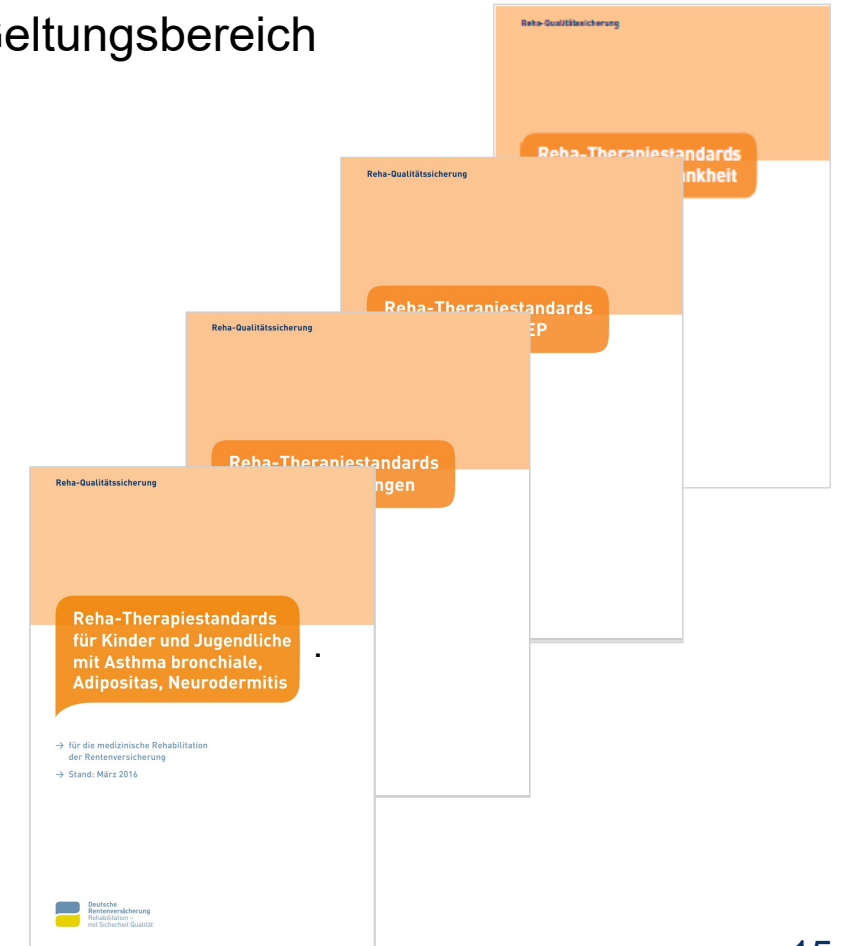 eltungsbereich
Reha-Qualitätssicherung
Reha-Therapiestandards
nkheit
Reha-Qualitätssicherung
Reha-Therapiestandards
EP
Reha-Qualitätssicherung
Reha-Therapiestandards
ngen
Reha-Qualitätssicherung
Reha-Therapiestandards
für Kinder und Jugendliche
mit Asthma bronchiale,
Adipositas, Neurodermitis
.
→ für die medizinische Rehabilitation
der Rentenversicherung
→ Stand: März 2016
Deutsche
Rentenversicherung
Rehabilitation –
mit Sicherheit Qualität